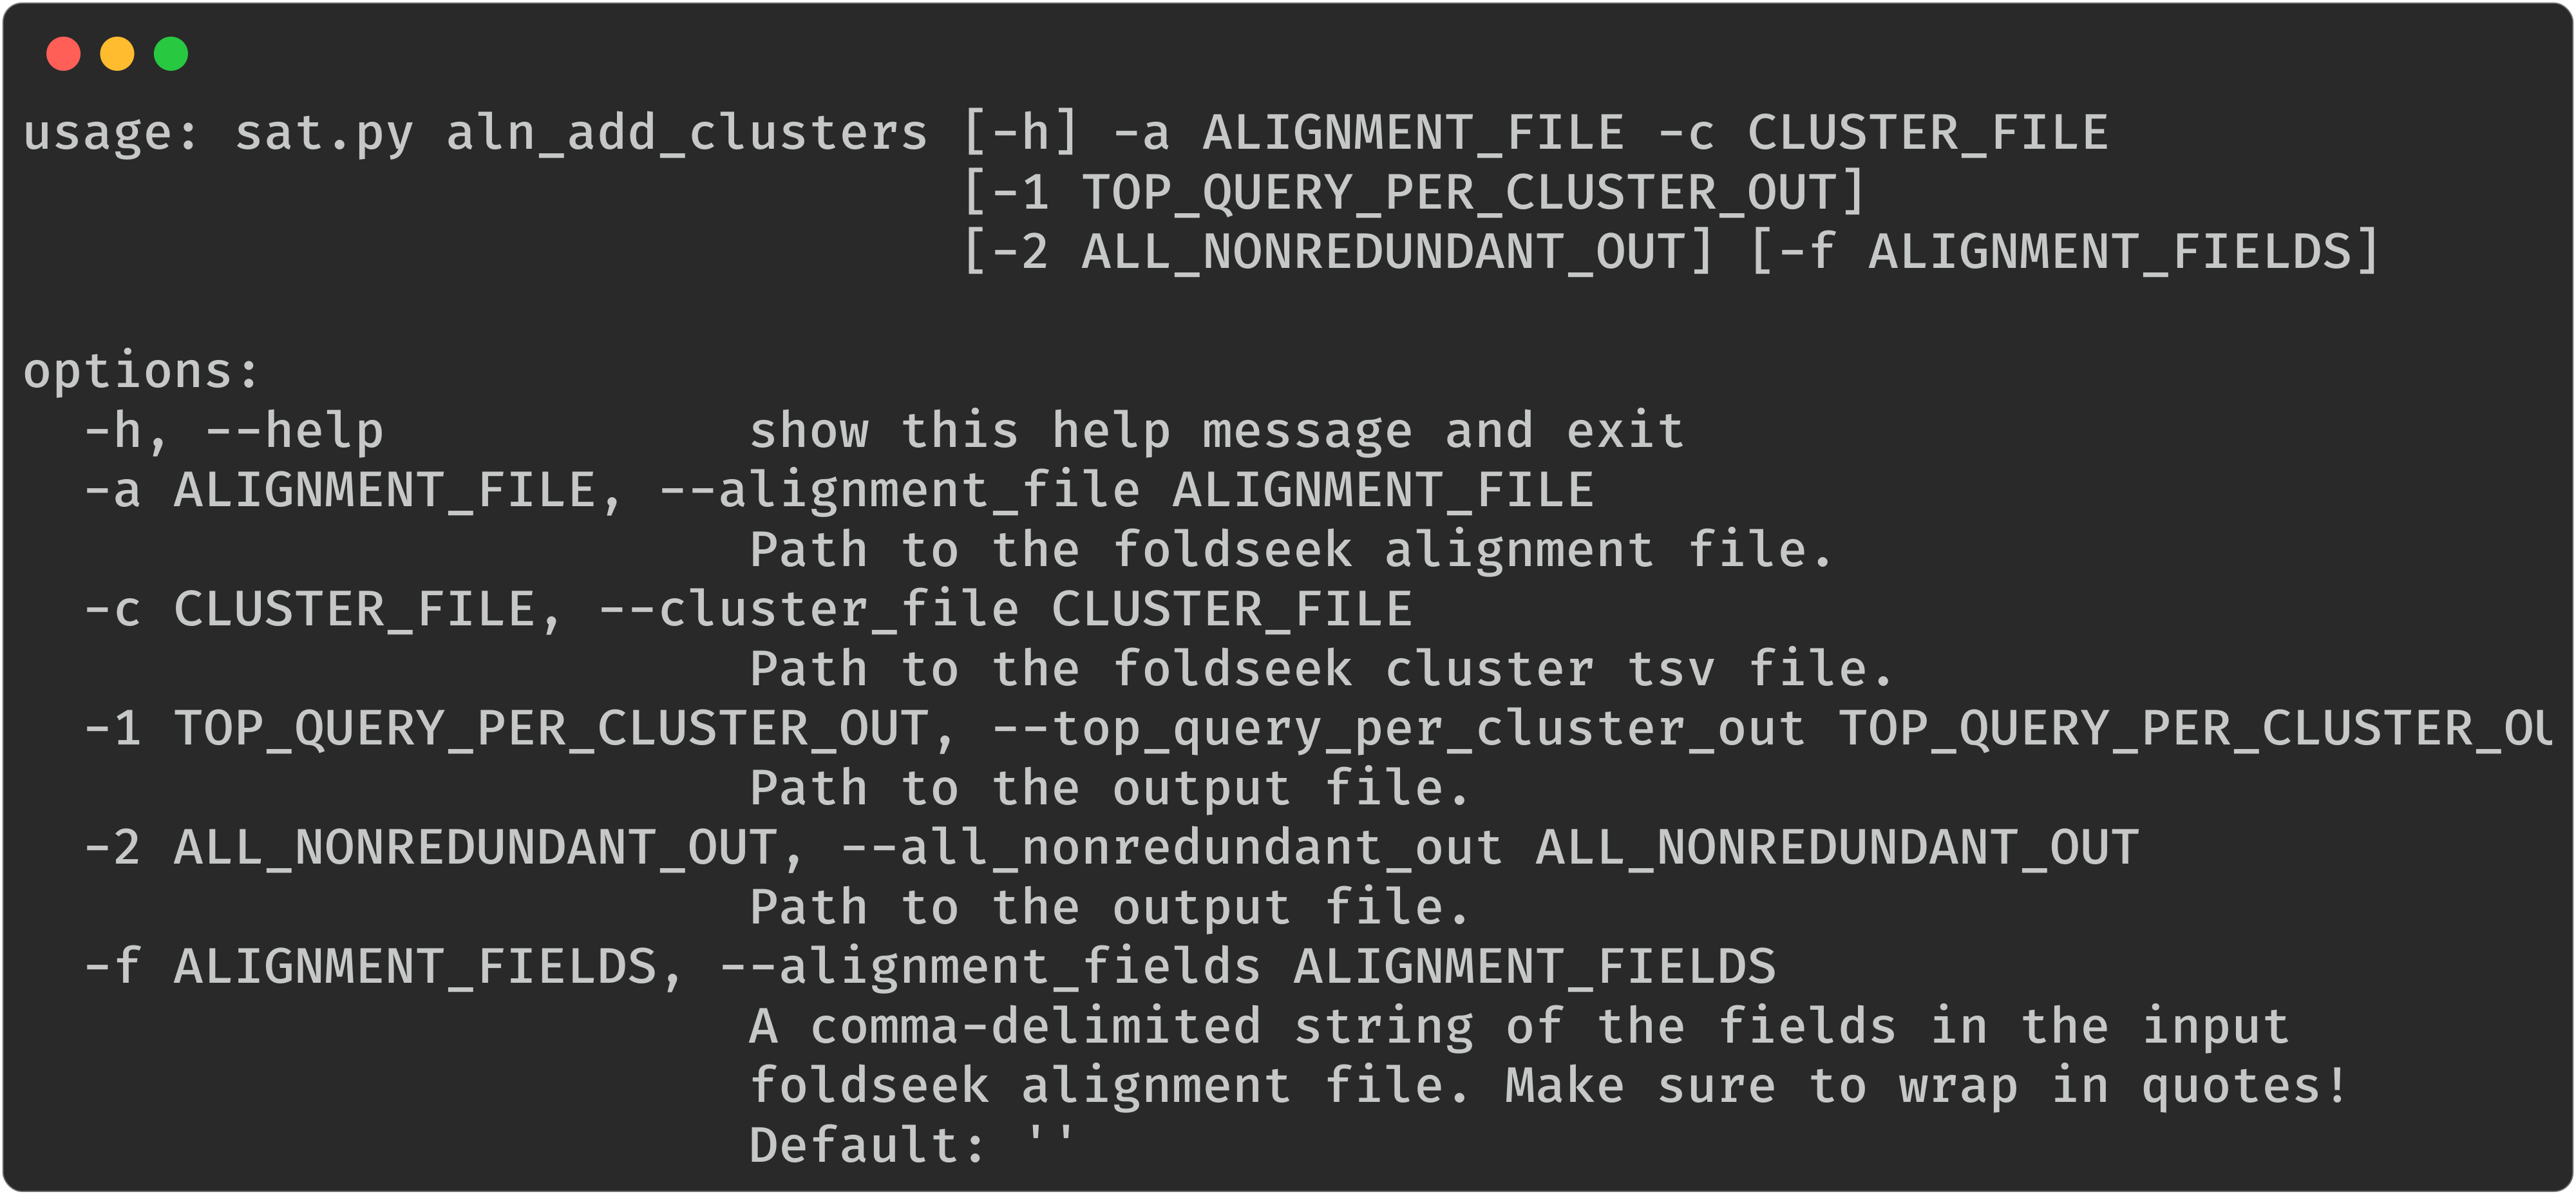 usage: sat.py aln_add_clusters [-h] -a ALIGNMENT_FILE -c CLUSTER_FILE
[-1 TOP_QUERY_PER_CLUSTER_OUT]
[-2 ALL_NONREDUNDANT_OUT] [-f ALIGNMENT_FIELDS]
options:
-h, --help show this help message and exit
-a ALIGNMENT_FILE, --alignment_file ALIGNMENT_FILE
Path to the foldseek alignment file.
-c CLUSTER_FILE, --cluster_file CLUSTER_FILE
Path to the foldseek cluster tsv file.
-1 TOP_QUERY_PER_CLUSTER_OUT, --top_query_per_cluster_out TOP_QUERY_PER_CLUSTER_OU
Path to the output file.
-2 ALL_NONREDUNDANT_OUT, --all_nonredundant_out ALL_NONREDUNDANT_OUT
Path to the output file.
-f ALIGNMENT_FIELDS, --alignment_fields ALIGNMENT_FIELDS
A comma-delimited string of the fields in the input
foldseek alignment file. Make sure to wrap in quotes!
Default: ''